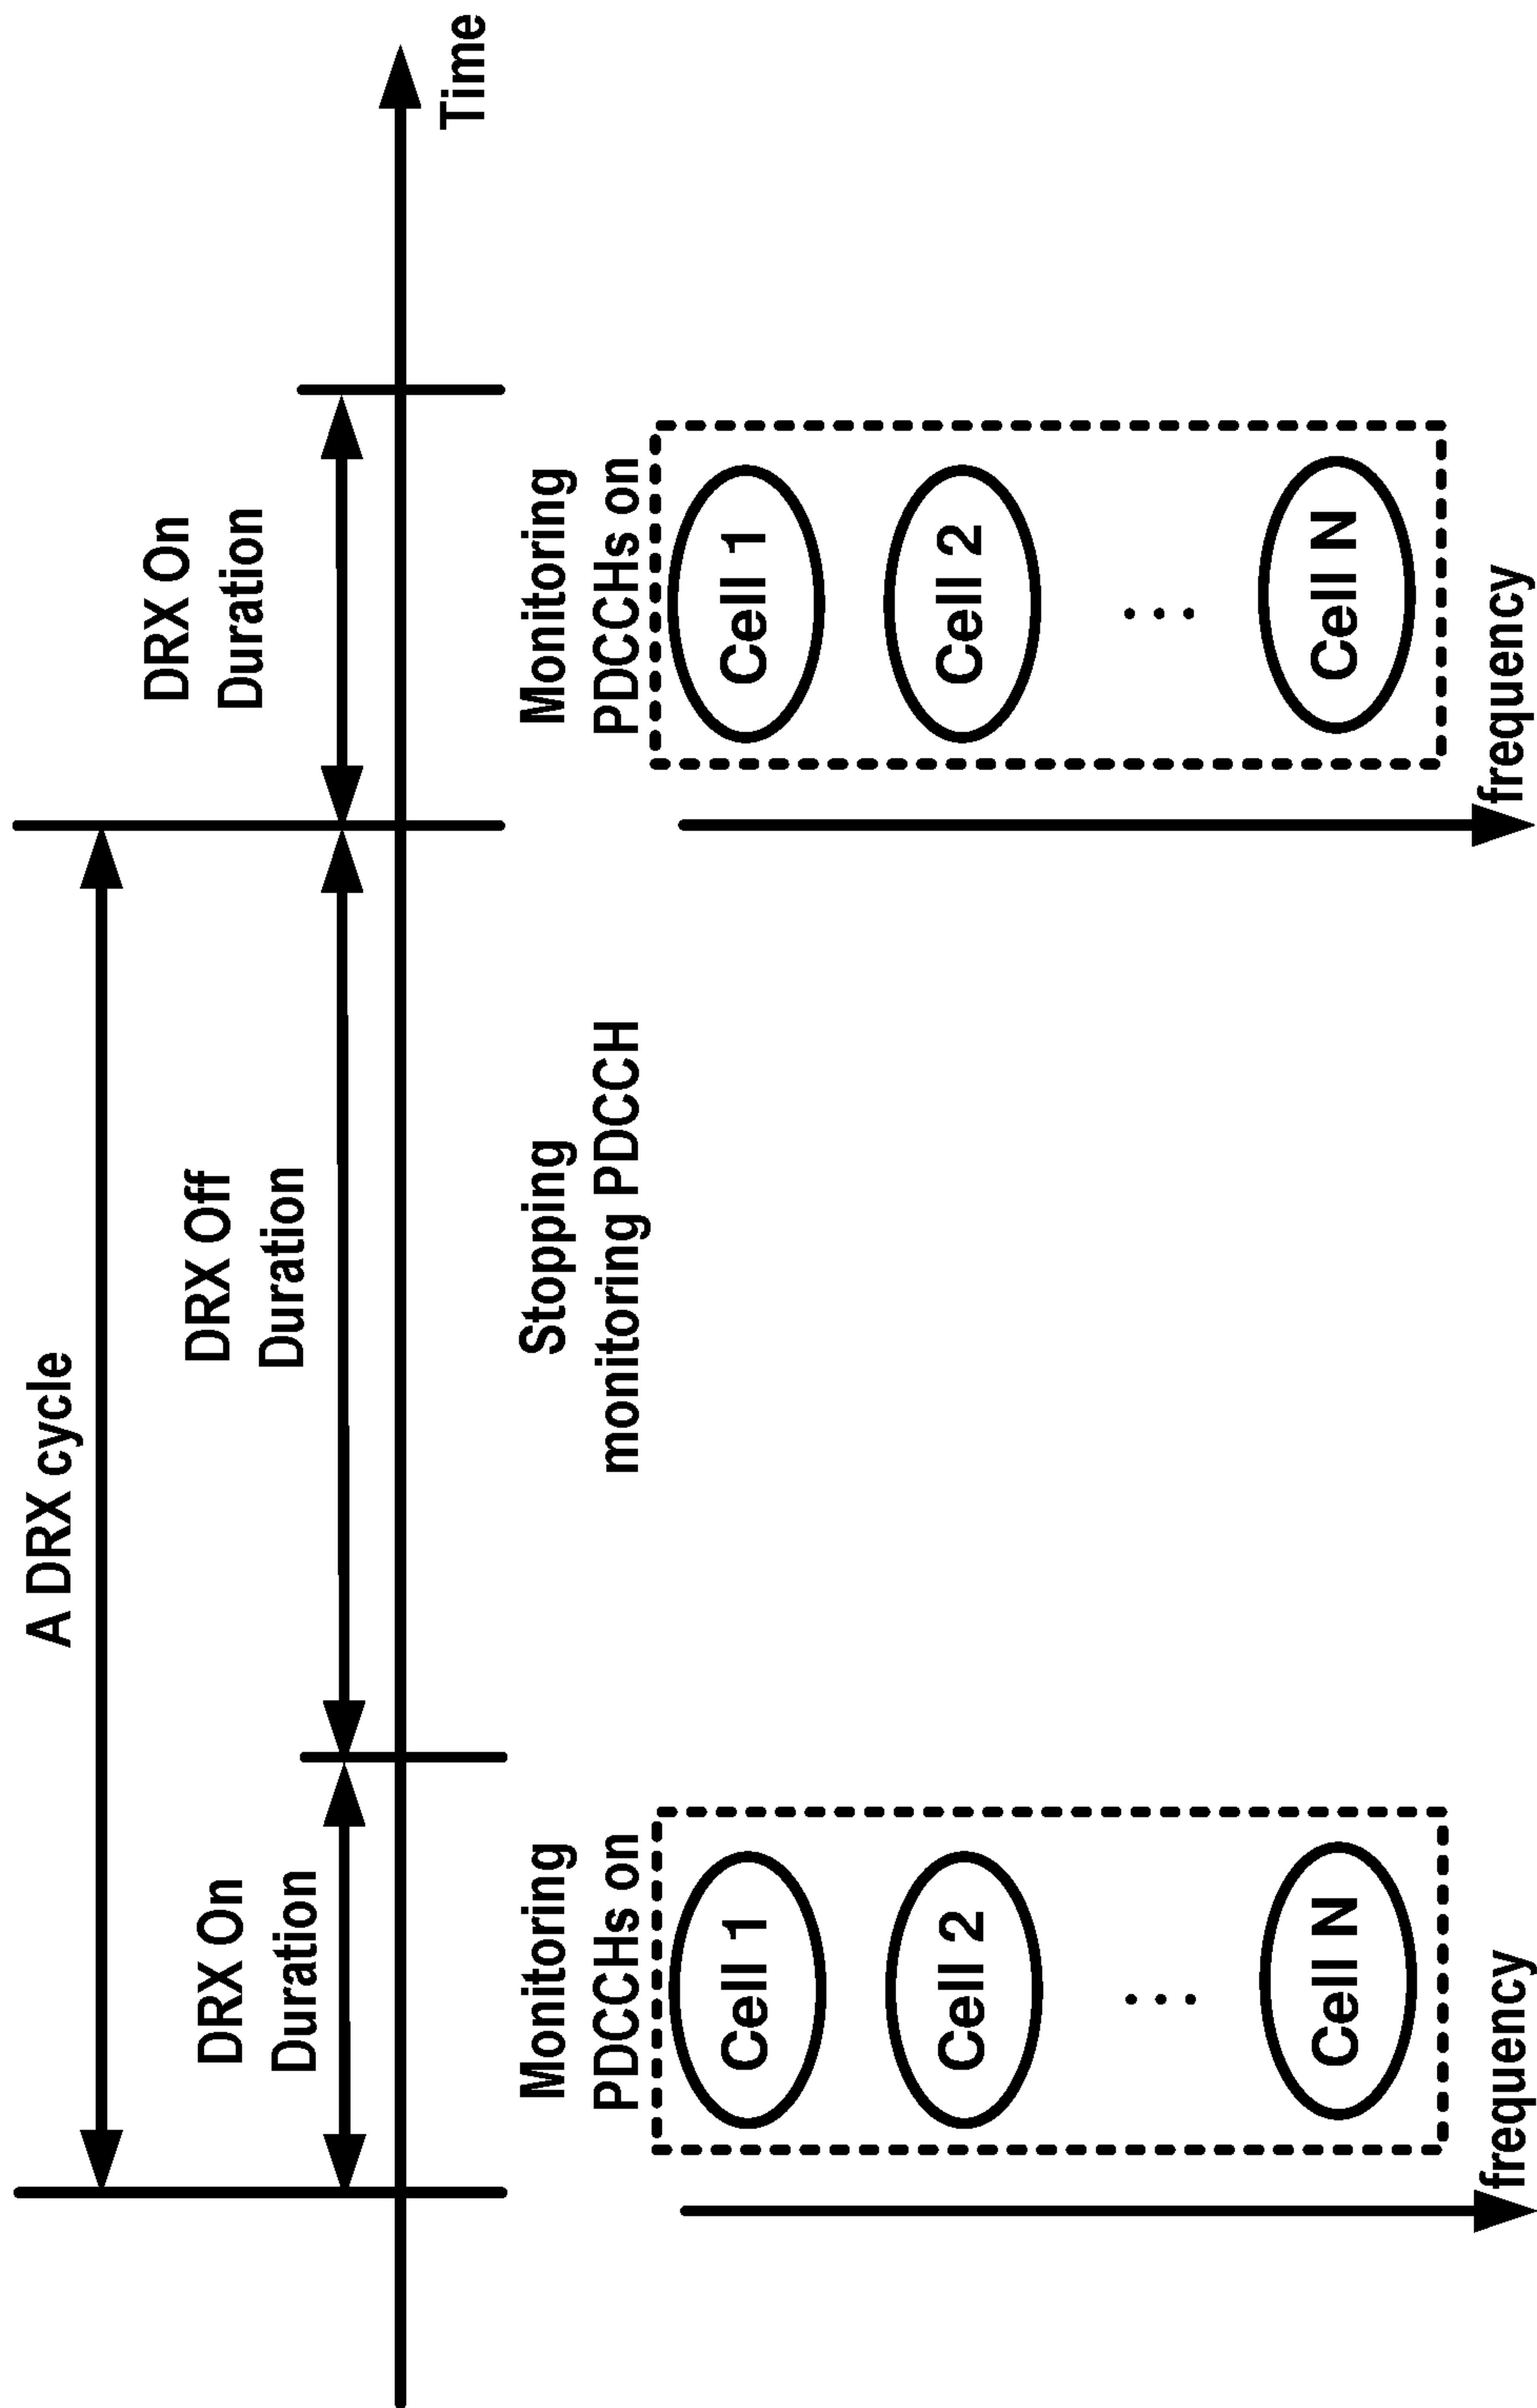 A DRX cycle
DRX On
Duration
DRX Off
Duration
DRX On
Duration
Time
Monitoring
PDCCHs on
Cell 1
Cell 2
...
Cell N
frequency
Stopping
monitoring PDCCH
Monitoring
PDCCHs on
Cell 1
Cell 2
...
Cell N
frequency